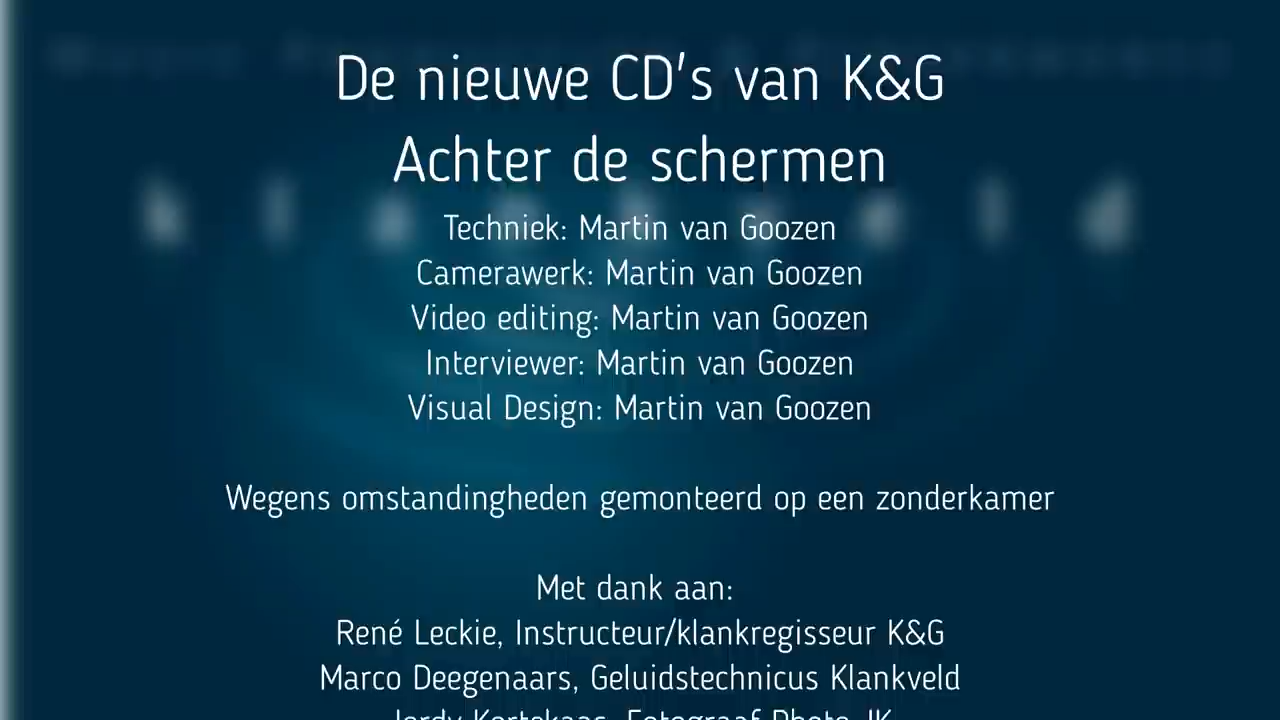 De nieuwe CD's van K&G
Achter de schermen
k l a n k v e l d
Techniek: Martin van Goozen
Camerawerk: Martin van Goozen
Video editing: Martin van Goozen
Interviewer: Martin van Goozen
Visual Design: Martin van Goozen
Wegens omstandingheden gemonteerd op een zonderkamer
Met dank aan:
René Leckie, Instructeur/klankregisseur K&G
Marco Deegenaars, Geluidstechnicus Klankveld